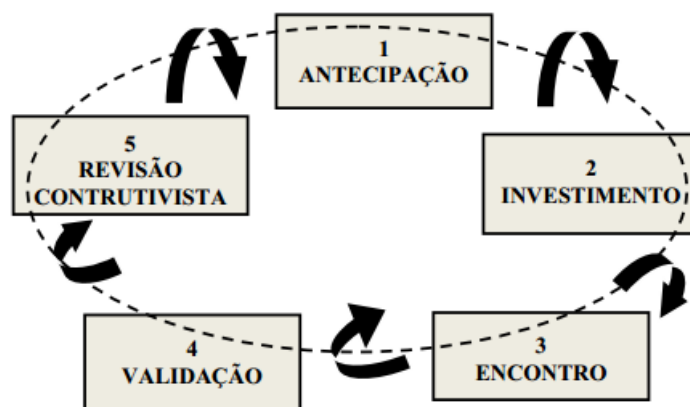 1
ANTECIPAÇÃO
2
INVESTIMENTO
3
ENCONTRO
4
VALIDAÇÃO
5
REVISÃO
CONTRUTIVISTA